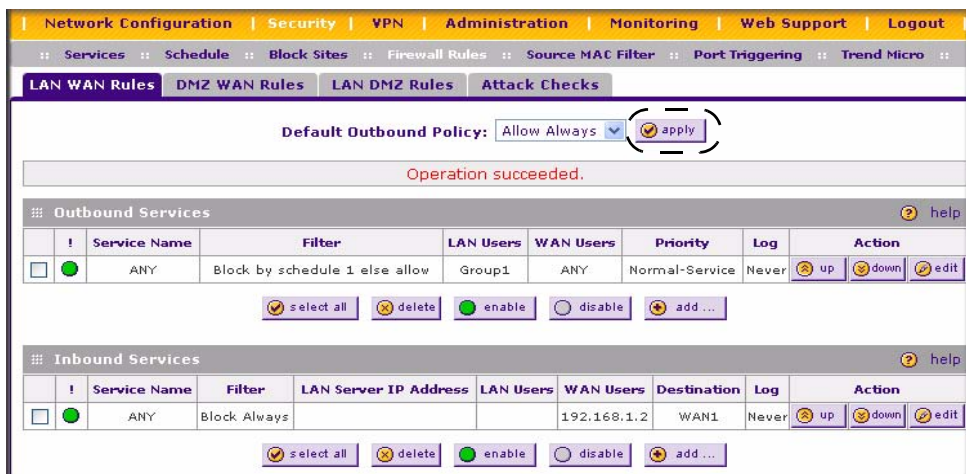 Network Configuration | Security | VPN | Administration | Monitoring | Web Support | Logout
:: Services :: Schedule :: Block Sites :: Firewall Rules :: Source MAC Filter :: Port Triggering :: Trend Micro ::
LAN WAN Rules DMZ WAN Rules LAN DMZ Rules Attack Checks
Default Outbound Policy: Allow Always apply
Operation succeeded.
Outbound Services ? help
! Service Name Filter LAN Users WAN Users Priority Log Action
ANY Block by schedule 1 else allow Group1 ANY Normal-Service Never up down edit
select all delete enable disable add ...
Inbound Services ? help
! Service Name Filter LAN Server IP Address LAN Users WAN Users Destination Log Action
ANY Block Always 192.168.1.2 WAN1 Never up down edit
select all delete enable disable add ...